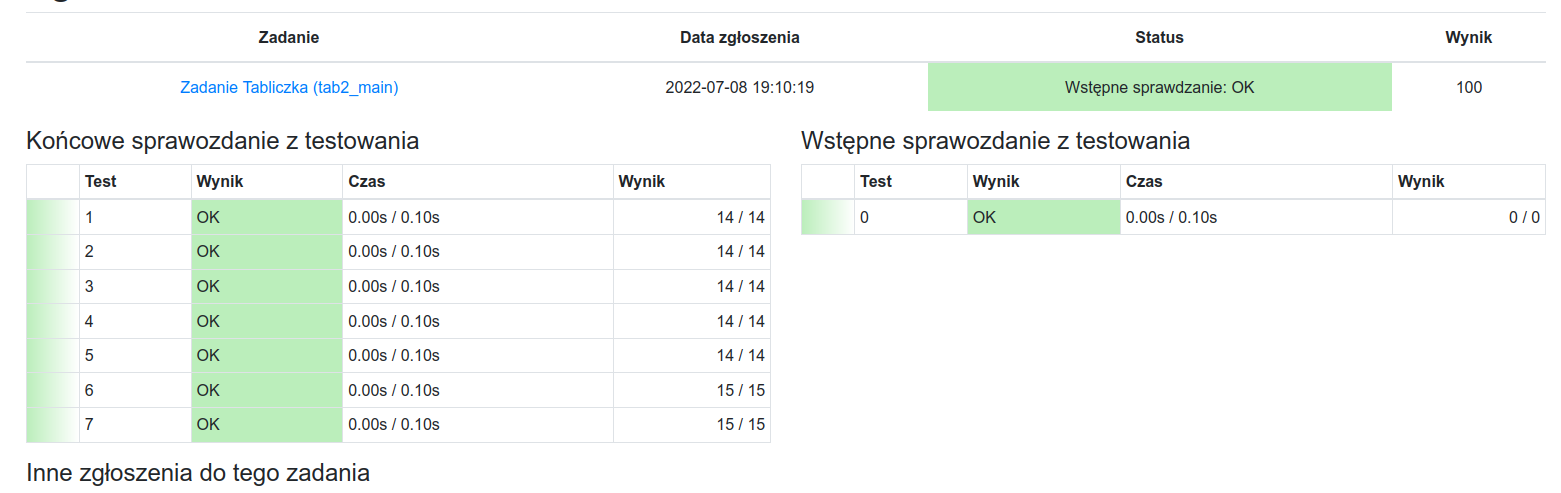 Zadanie Data zgłoszenia Status Wynik
Zadanie Tabliczka (tab2_main) 2022-07-08 19:10:19 Wstępne sprawdzanie: OK 100
Końcowe sprawozdanie z testowania
Test Wynik Czas Wynik
1 OK 0.00s / 0.10s 14 / 14
2 OK 0.00s / 0.10s 14 / 14
3 OK 0.00s / 0.10s 14 / 14
4 OK 0.00s / 0.10s 14 / 14
5 OK 0.00s / 0.10s 14 / 14
6 OK 0.00s / 0.10s 15 / 15
7 OK 0.00s / 0.10s 15 / 15
Wstępne sprawozdanie z testowania
Test Wynik Czas Wynik
0 OK 0.00s / 0.10s 0 / 0
Inne zgłoszenia do tego zadania